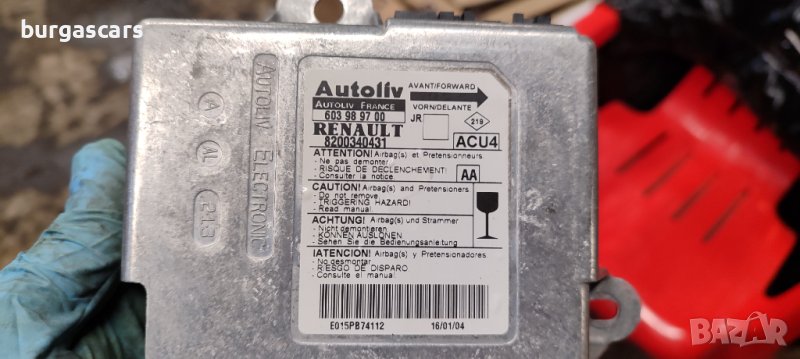 burgascars
Autoliv
AUTOLIV FRANCE
603 98 97 00
RENAULT
8200340431
AVANT/FORWARD
VORN/DELANTE
JR
219
ACU4
ATTENTION! Airbag(s) et Pretensionneurs
- Ne pas demonter
- RISQUE DE DECLENCHEMENT!
- Consulter la notice
AA
CAUTION! Airbag(s) and Pretensioners
- Do not remove
- TRIGGERING HAZARD!
- Read manual
ACHTUNG! Airbag(s) und Strammer
- Nicht demontieren
- KÖNNEN AUSLÖSEN
- Sehen Sie die Bedienungsanleitung
!ATENCION! Airbag(s) y Pretensionadores
- No desmontar
- RIESGO DE DISPARO
- Consulte el manual
E015PB74112
16/01/04
AUTOLIV ELECTRONIC
A
BAZAR